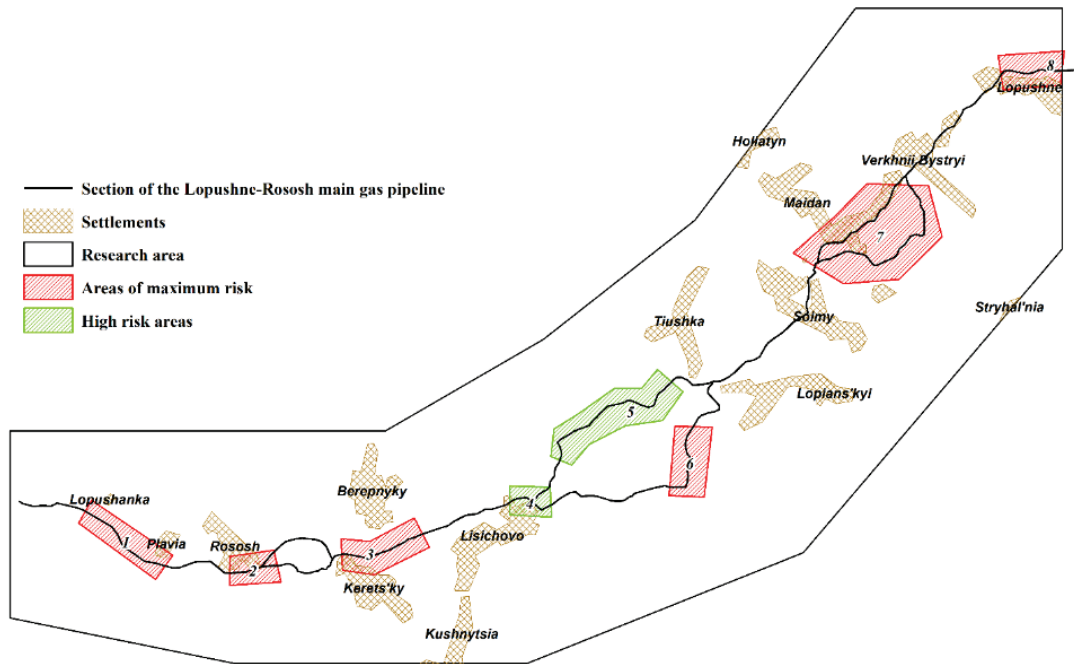 8
Lopushne
Hollatyn
Verkhnii Bystryi
Section of the Lopushne-Rososh main gas pipeline
Maidan
Settlements
7
Research area
Areas of maximum risk
Stryhal'nia
High risk areas
Tiushka
Soimy
Lopians'kyi
5
6
Berepnyky
Lopushanka
4
Lisichovo
1
Plavia
Rososh
3
2
Kerets'ky
Kushnytsia